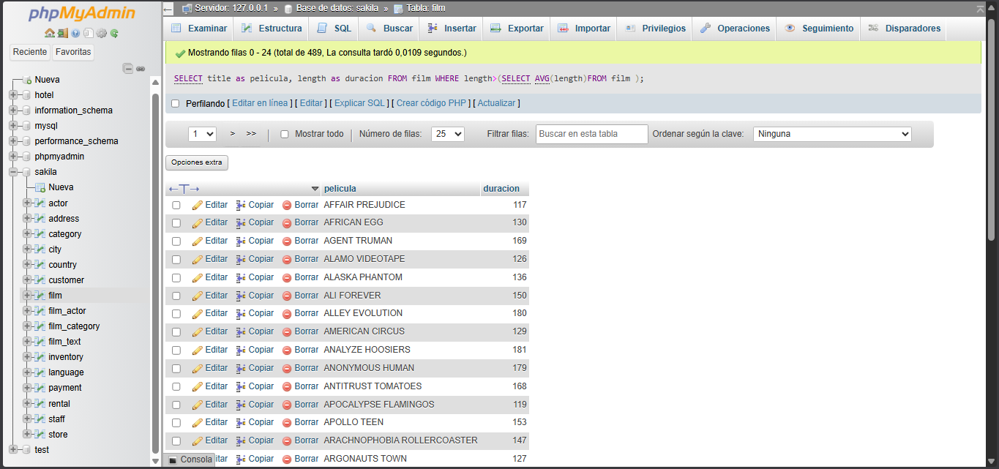 phpMyAdmin
Reciente Favoritas
Nueva
hotel
information_schema
mysql
performance_schema
phpmyadmin
sakila
Nueva
actor
address
category
city
country
customer
film
film_actor
film_category
film_text
inventory
language
payment
rental
staff
store
test
Servidor: 127.0.0.1 » Base de datos: sakila » Tabla: film
Examinar Estructura SQL Buscar Insertar Exportar Importar Privilegios Operaciones Seguimiento Disparadores
Mostrando filas 0 - 24 (total de 489, La consulta tardó 0,0109 segundos.)
SELECT title as pelicula, length as duracion FROM film WHERE length>(SELECT AVG(length)FROM film );
Perfilando [ Editar en línea ] [ Editar ] [ Explicar SQL ] [ Crear código PHP ] [ Actualizar ]
1 > >> | Mostrar todo | Número de filas: 25 Filtrar filas: Buscar en esta tabla Ordenar según la clave: Ninguna
Opciones extra
←T→ pelicula duracion
Editar Copiar Borrar AFFAIR PREJUDICE 117
Editar Copiar Borrar AFRICAN EGG 130
Editar Copiar Borrar AGENT TRUMAN 169
Editar Copiar Borrar ALAMO VIDEOTAPE 126
Editar Copiar Borrar ALASKA PHANTOM 136
Editar Copiar Borrar ALI FOREVER 150
Editar Copiar Borrar ALLEY EVOLUTION 180
Editar Copiar Borrar AMERICAN CIRCUS 129
Editar Copiar Borrar ANALYZE HOOSIERS 181
Editar Copiar Borrar ANONYMOUS HUMAN 179
Editar Copiar Borrar ANTITRUST TOMATOES 168
Editar Copiar Borrar APOCALYPSE FLAMINGOS 119
Editar Copiar Borrar APOLLO TEEN 153
Editar Copiar Borrar ARACHNOPHOBIA ROLLERCOASTER 147
Consola itar Copiar Borrar ARGONAUTS TOWN 127